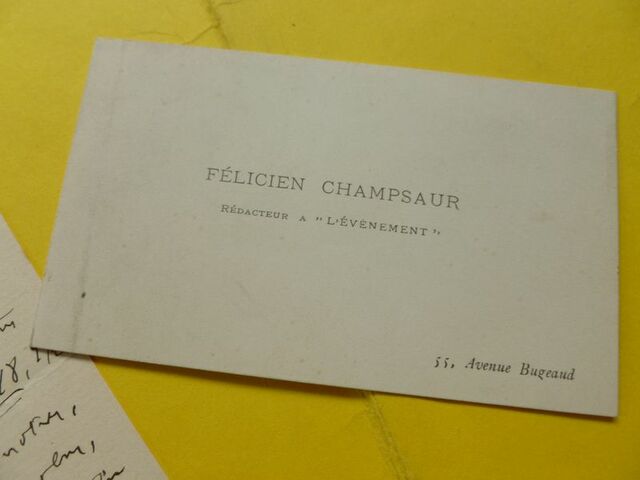 FÉLICIEN CHAMPSAUR
RÉDACTEUR A "L'ÉVÉNEMENT"
55, Avenue Bugeaud